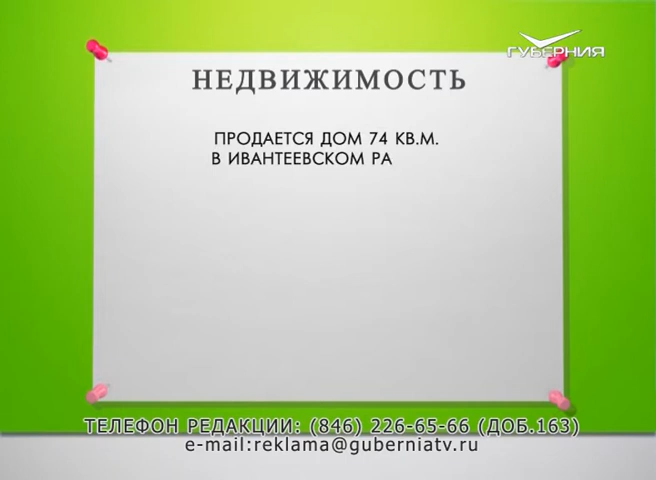 ГУБЕРНИЯ
НЕДВИЖИМОСТЬ
ПРОДАЕТСЯ ДОМ 74 КВ.М.
В ИВАНТЕЕВСКОМ РА
ТЕЛЕФОН РЕДАКЦИИ: (846) 226-65-66 (ДОБ.163)
e-mail:reklama@guberniatv.ru